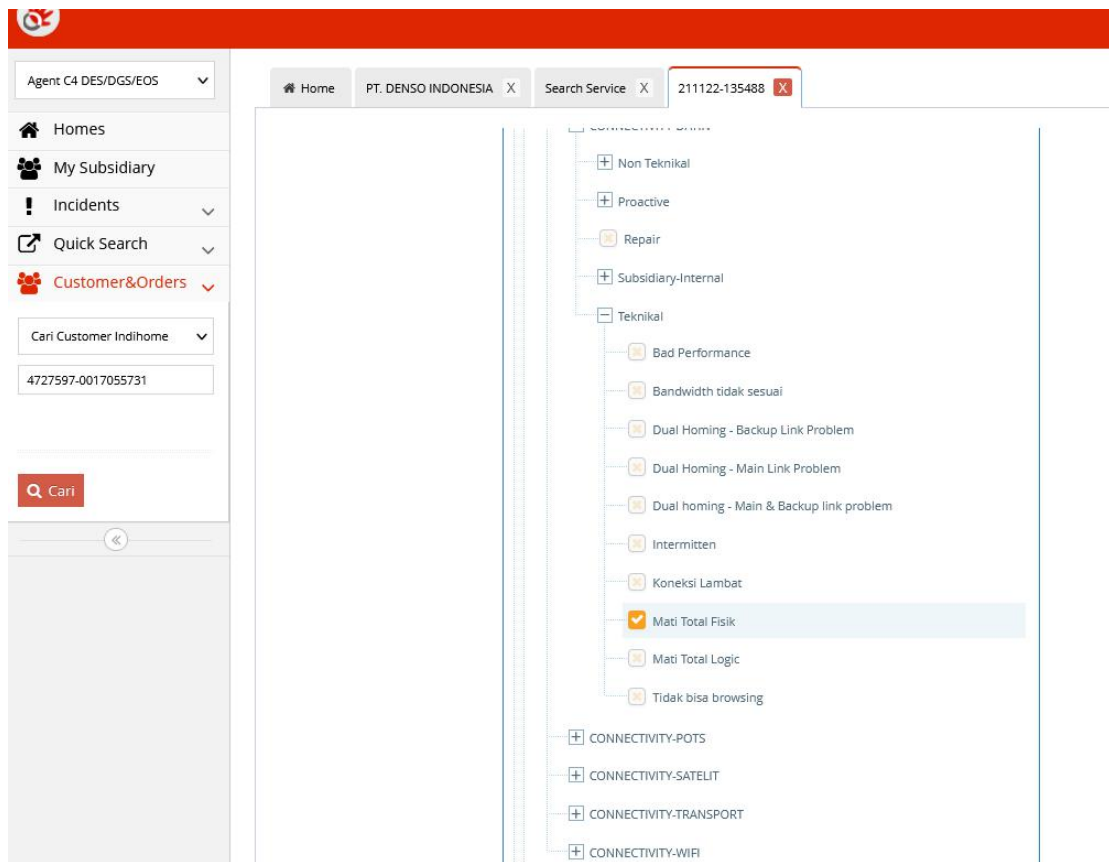 Agent C4 DES/DGS/EOS
Home
PT. DENSO INDONESIA X
Search Service X
211122-135488 X
Homes
My Subsidiary
Incidents
Quick Search
Customer&Orders
Cari Customer Indihome
4727597-0017055731
Cari
Non Teknikal
Proactive
Repair
Subsidiary-Internal
Teknikal
Bad Performance
Bandwidth tidak sesuai
Dual Homing - Backup Link Problem
Dual Homing - Main Link Problem
Dual homing - Main & Backup link problem
Intermitten
Koneksi Lambat
Mati Total Fisik
Mati Total Logic
Tidak bisa browsing
CONNECTIVITY-POTS
CONNECTIVITY-SATELIT
CONNECTIVITY-TRANSPORT
CONNECTIVITY-WIFI